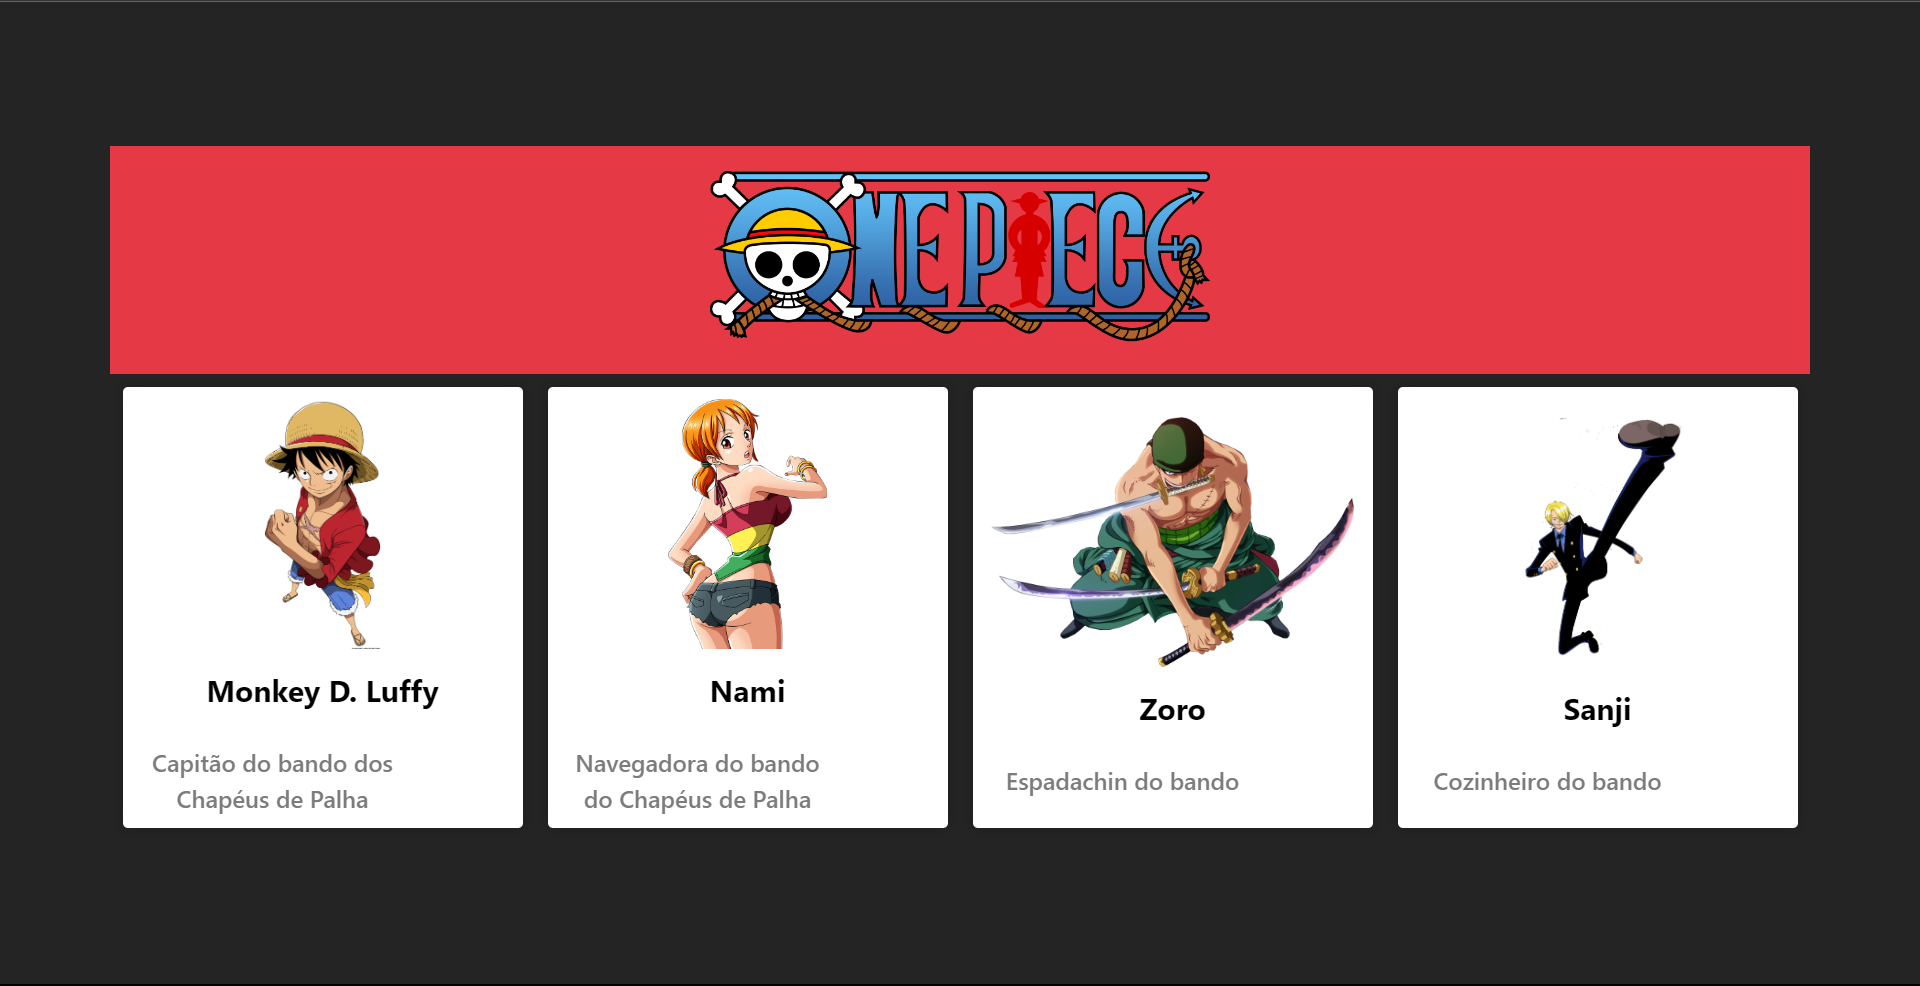 ONE PIECE
Monkey D. Luffy
Capitão do bando dos
Chapéus de Palha
Nami
Navegadora do bando
do Chapéus de Palha
Zoro
Espadachin do bando
Sanji
Cozinheiro do bando